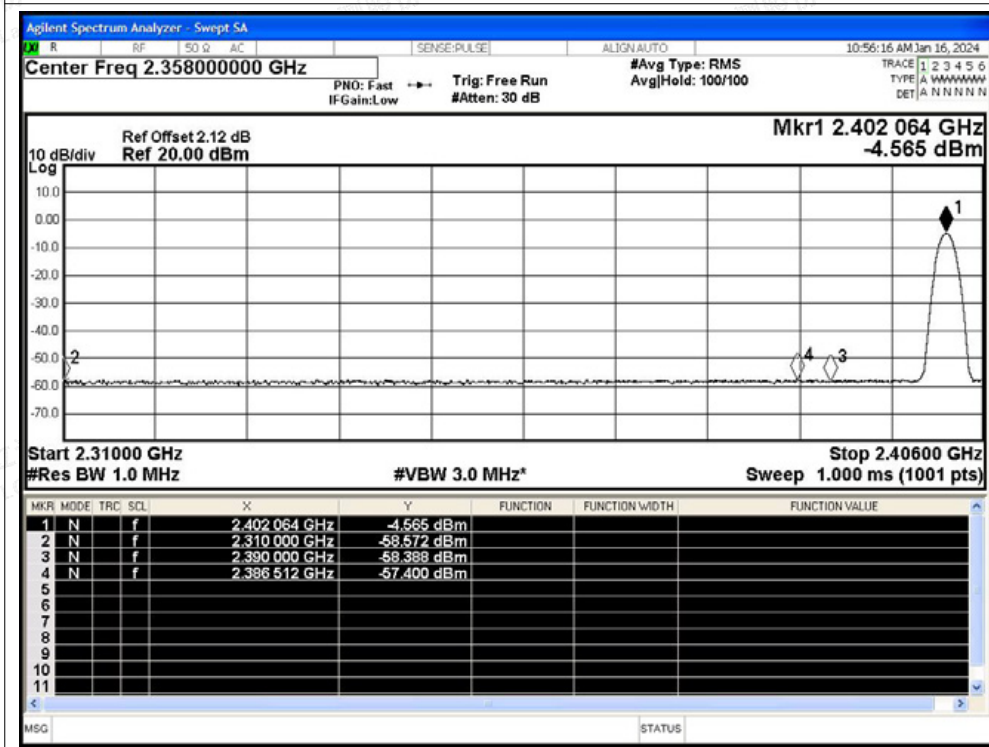 Agilent Spectrum Analyzer - Swept SA
LXI R RF 50 Ω AC SENSE:PULSE ALIGN AUTO 10:56:16 AM Jan 16, 2024
Center Freq 2.358000000 GHz #Avg Type: RMS TRACE 1 2 3 4 5 6
PNO: Fast Trig: Free Run Avg|Hold: 100/100 TYPE A WWWWW
IFGain:Low #Atten: 30 dB DET A N N N N N
Mkr1 2.402 064 GHz
Ref Offset 2.12 dB
-4.565 dBm
10 dB/div Ref 20.00 dBm
Log
10.0
1
0.00
-10.0
-20.0
-30.0
-40.0
-50.0
2 4 3
-60.0
-70.0
Start 2.31000 GHz Stop 2.40600 GHz
#Res BW 1.0 MHz #VBW 3.0 MHz* Sweep 1.000 ms (1001 pts)
MKR MODE TRC SCL X Y FUNCTION FUNCTION WIDTH FUNCTION VALUE
1 N f 2.402 064 GHz -4.565 dBm
2 N f 2.310 000 GHz -58.572 dBm
3 N f 2.390 000 GHz -58.388 dBm
4 N f 2.386 512 GHz -57.400 dBm
5
6
7
8
9
10
11
MSG STATUS